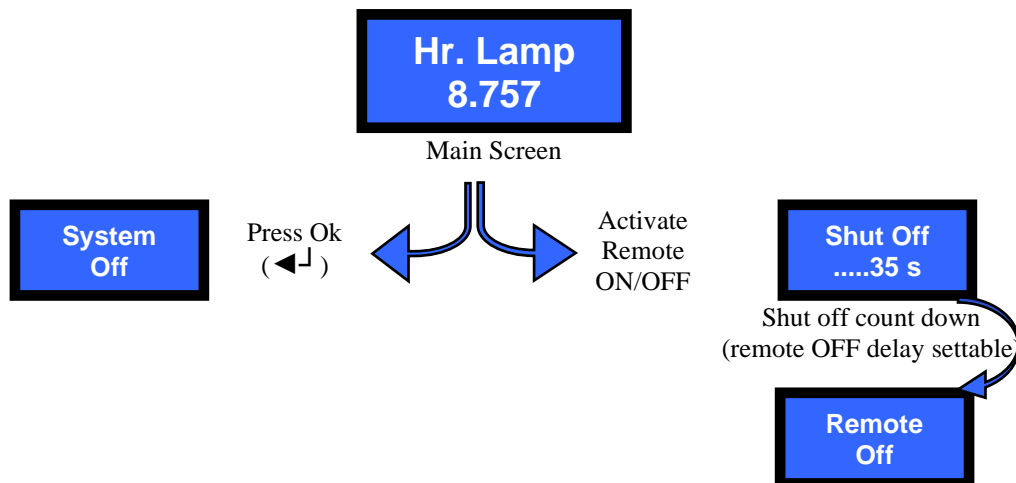 Hr. Lamp
8.757
Main Screen
System
Off
Press Ok
(◄┘)
Activate
Remote
ON/OFF
Shut Off
.....35 s
Shut off count down
(remote OFF delay settable)
Remote
Off